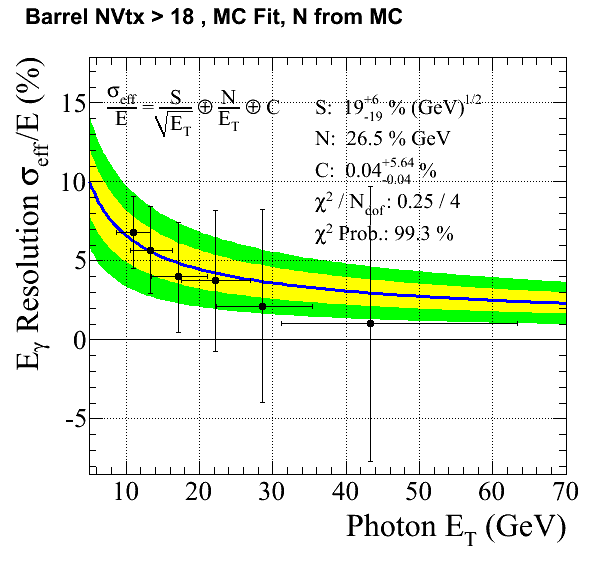 Barrel NVtx > 18 , MC Fit, N from MC
σeff/E = S/√ET ⊕ N/ET ⊕ C
S: 19 +6 -19 % (GeV)1/2
N: 26.5 % GeV
C: 0.04 +5.64 -0.04 %
χ2 / Ndof: 0.25 / 4
χ2 Prob.: 99.3 %
Eγ Resolution σeff/E (%)
15
10
5
0
-5
10 20 30 40 50 60 70
Photon ET (GeV)